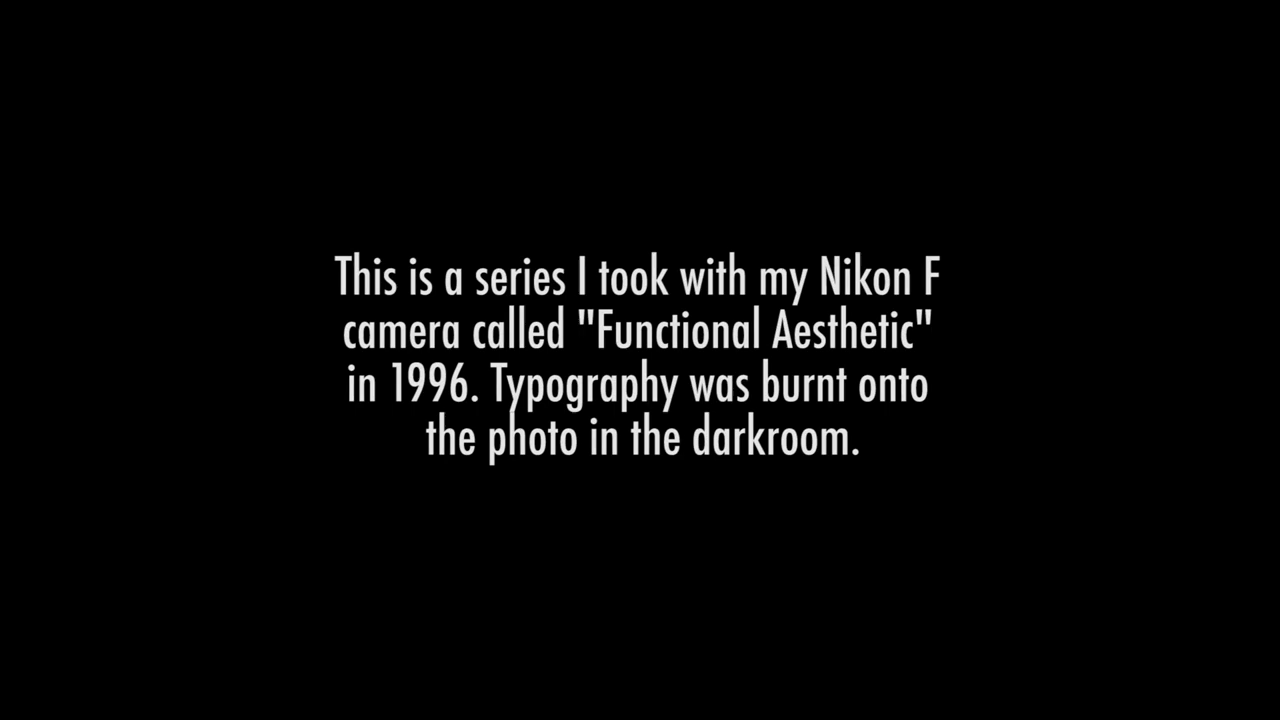 This is a series I took with my Nikon F
camera called "Functional Aesthetic"
in 1996. Typography was burnt onto
the photo in the darkroom.